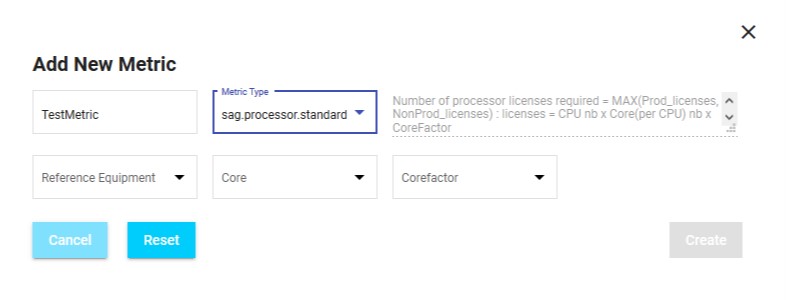 Add New Metric
Metric Type
TestMetric
sag.processor.standard
Number of processor licenses required = MAX(Prod_licenses,
NonProd_licenses) : licenses = CPU nb x Core(per CPU) nb x
CoreFactor
Reference Equipment
Core
Corefactor
Cancel
Reset
Create